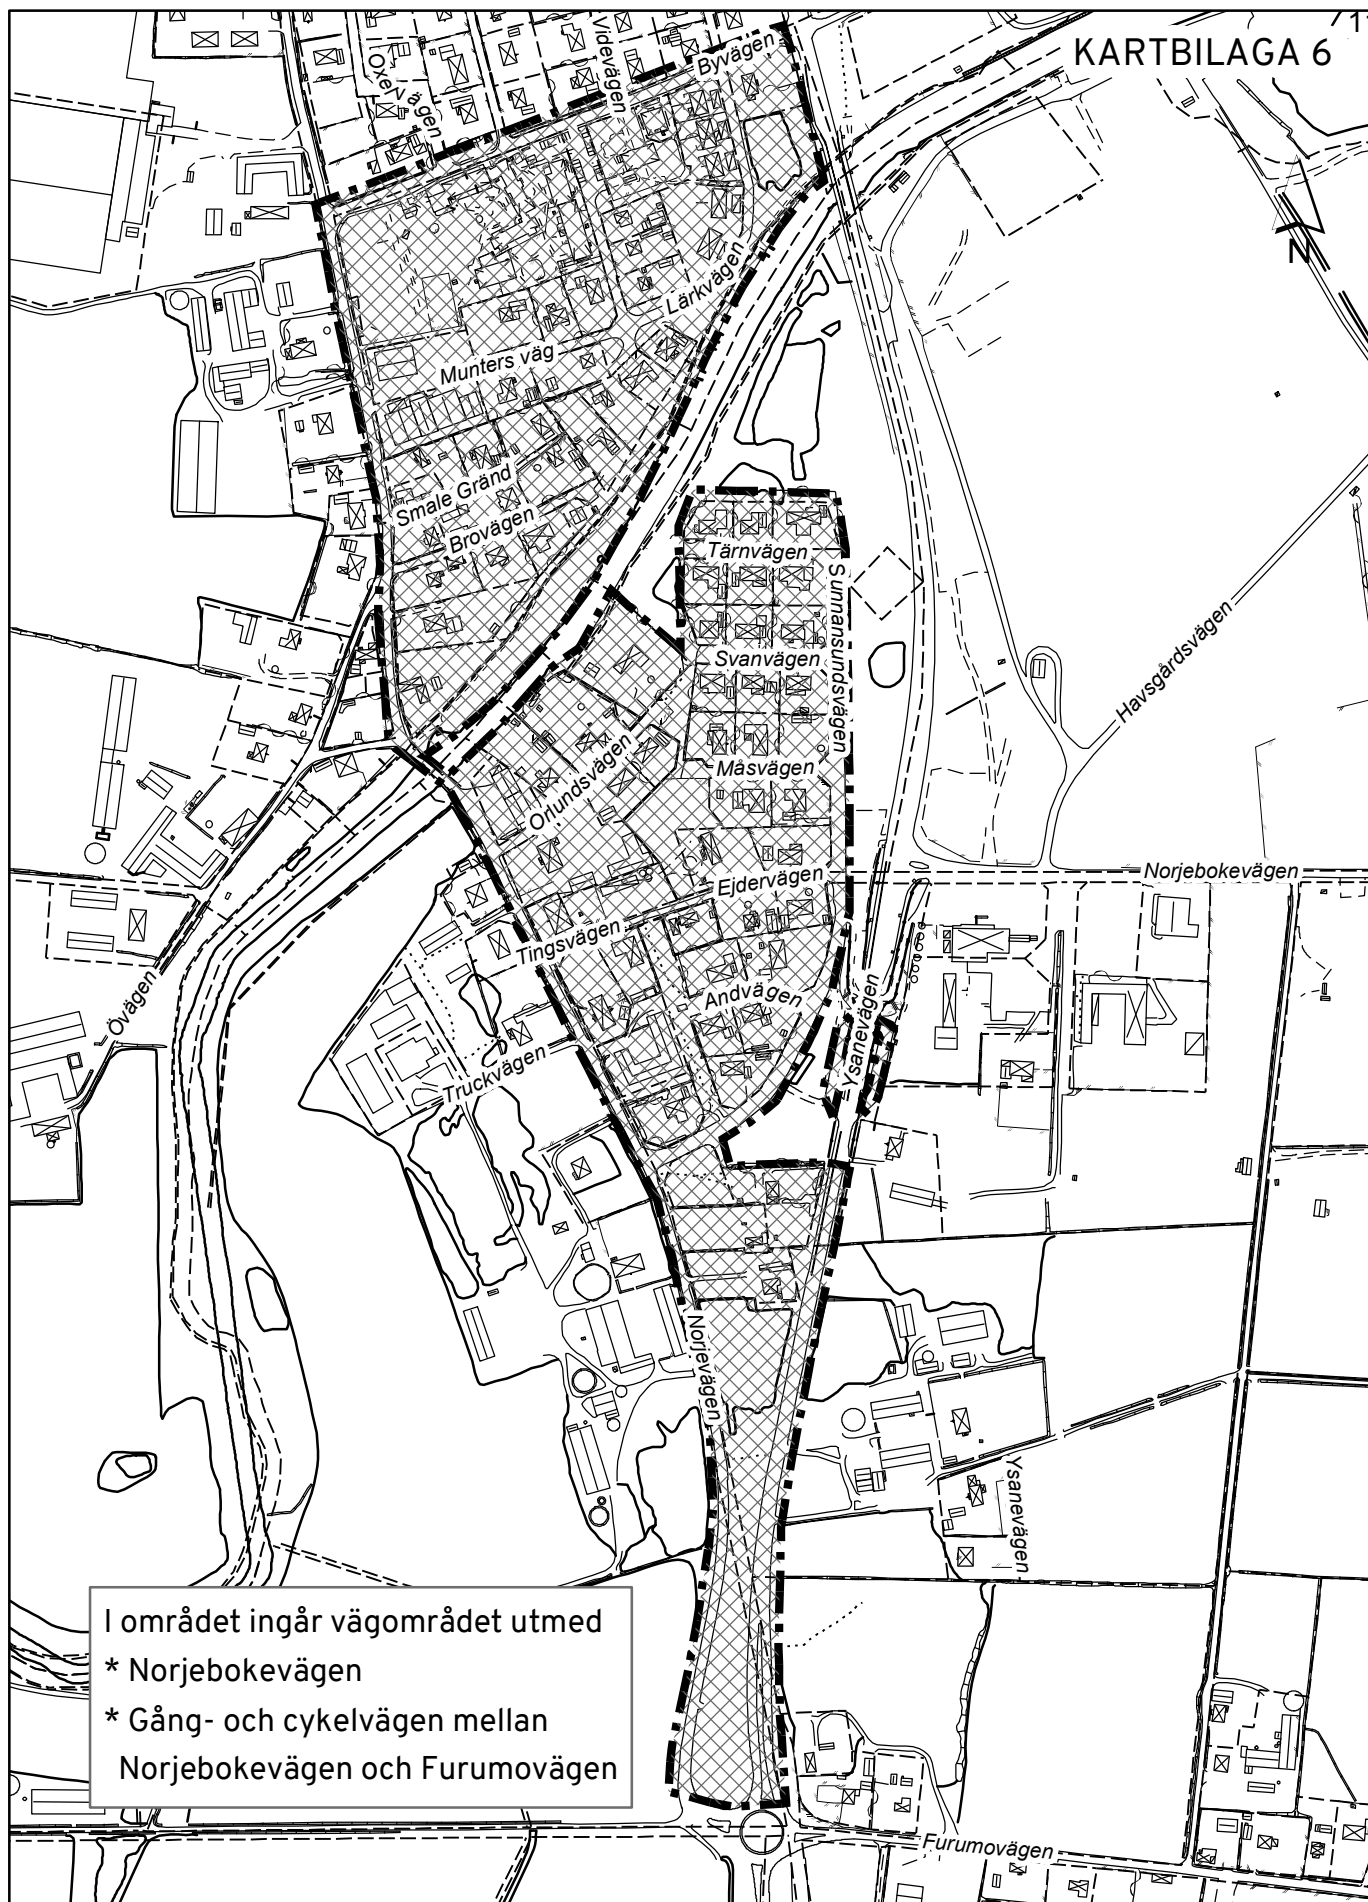 1
KARTBILAGA 6
Byvägen
Videvägen
Oxelvägen
N
Lärkvägen
Munters väg
Smale Gränd
Brovägen
Tärnvägen
Sunnansundsvägen
Svanvägen
Havsgårdsvägen
Måsvägen
Orlundsvägen
Norjebokevägen
Ejdervägen
Tingsvägen
Övägen
Andvägen
Ysanevägen
Truckvägen
Norjevägen
Ysanevägen
I området ingår vägområdet utmed
* Norjebokevägen
* Gång- och cykelvägen mellan
Norjebokevägen och Furumovägen
Furumovägen